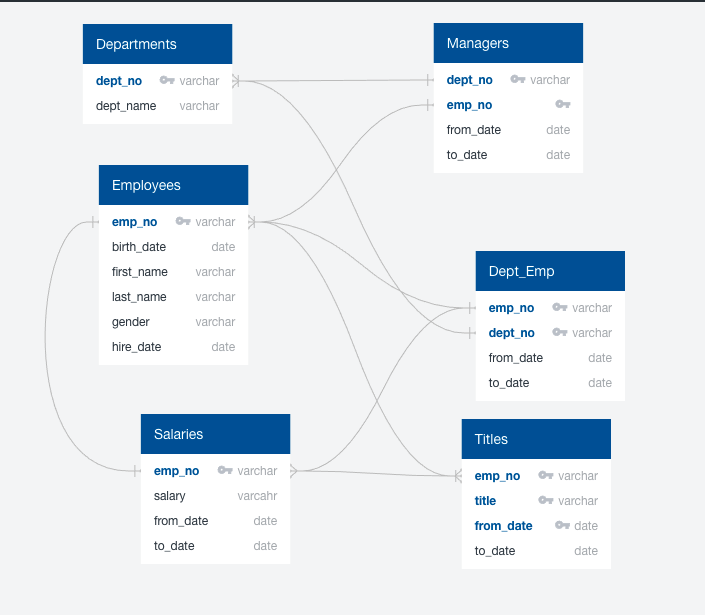 Departments
dept_no varchar
dept_name varchar
Managers
dept_no varchar
emp_no
from_date date
to_date date
Employees
emp_no varchar
birth_date date
first_name varchar
last_name varchar
gender varchar
hire_date date
Dept_Emp
emp_no varchar
dept_no varchar
from_date date
to_date date
Salaries
emp_no varchar
salary varcahr
from_date date
to_date date
Titles
emp_no varchar
title varchar
from_date date
to_date date